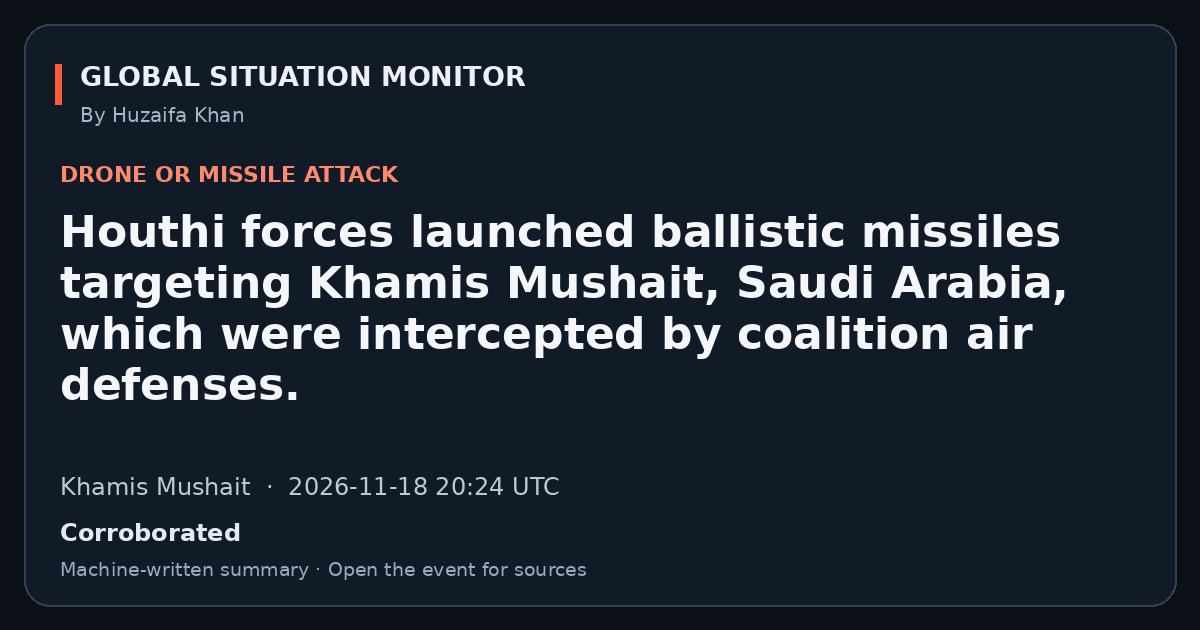 GLOBAL SITUATION MONITOR
By Huzaifa Khan
DRONE OR MISSILE ATTACK
Houthi forces launched ballistic missiles
targeting Khamis Mushait, Saudi Arabia,
which were intercepted by coalition air
defenses.
Khamis Mushait · 2026-11-18 20:24 UTC
Corroborated
Machine-written summary · Open the event for sources